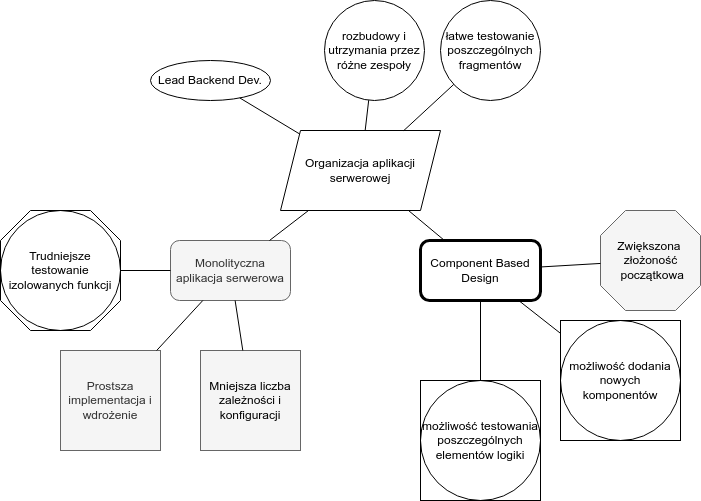 rozbudowy i
utrzymania przez
różne zespoły
łatwe testowanie
poszczególnych
fragmentów
Lead Backend Dev.
Organizacja aplikacji
serwerowej
Trudniejsze
testowanie
izolowanych funkcji
Monolityczna
aplikacja serwerowa
Component Based
Design
Zwiększona
złożoność
początkowa
Prostsza
implementacja i
wdrożenie
Mniejsza liczba
zależności i
konfiguracji
możliwość dodania
nowych
komponentów
możliwość testowania
poszczególnych
elementów logiki